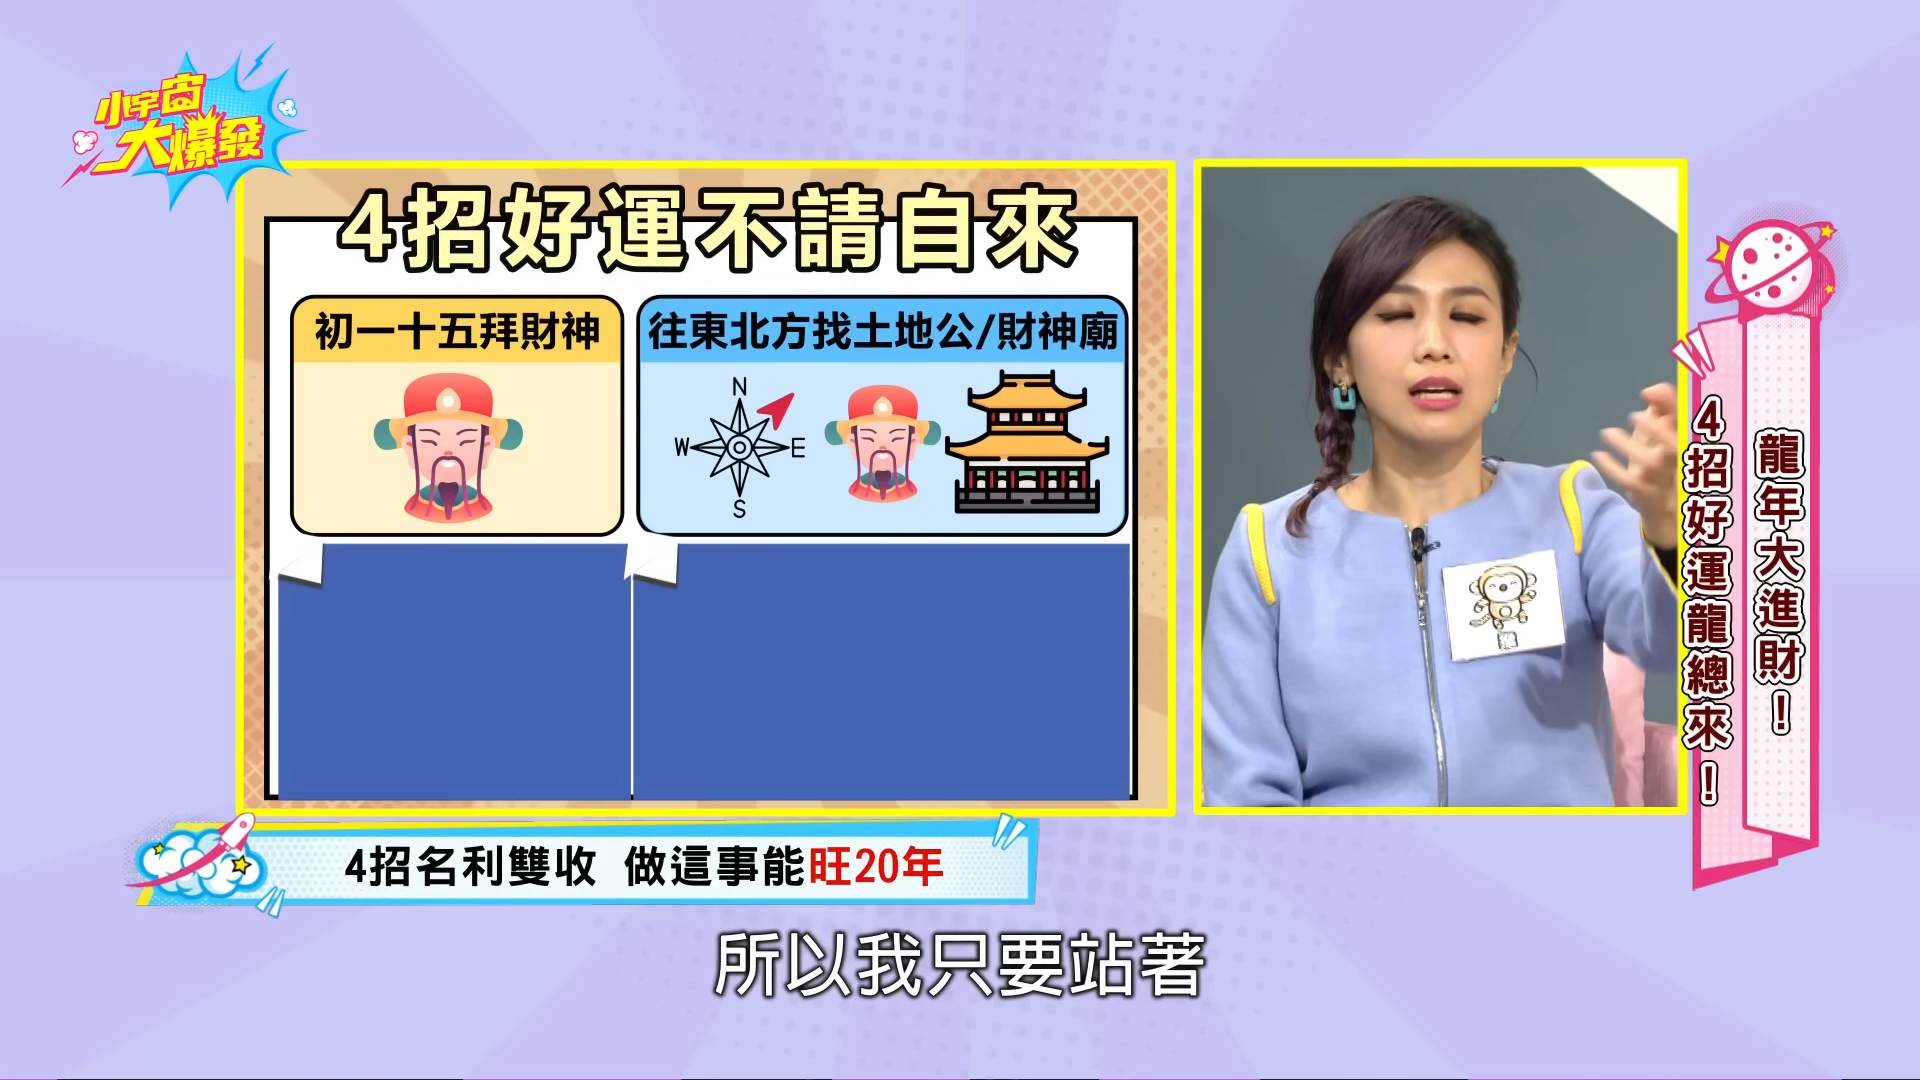 小宇宙
大爆發
4招好運不請自來
初一十五拜財神
往東北方找土地公/財神廟
N
W
E
S
龍年大進財！
4招好運龍總來！
4招名利雙收 做這事能旺20年
所以我只要站著